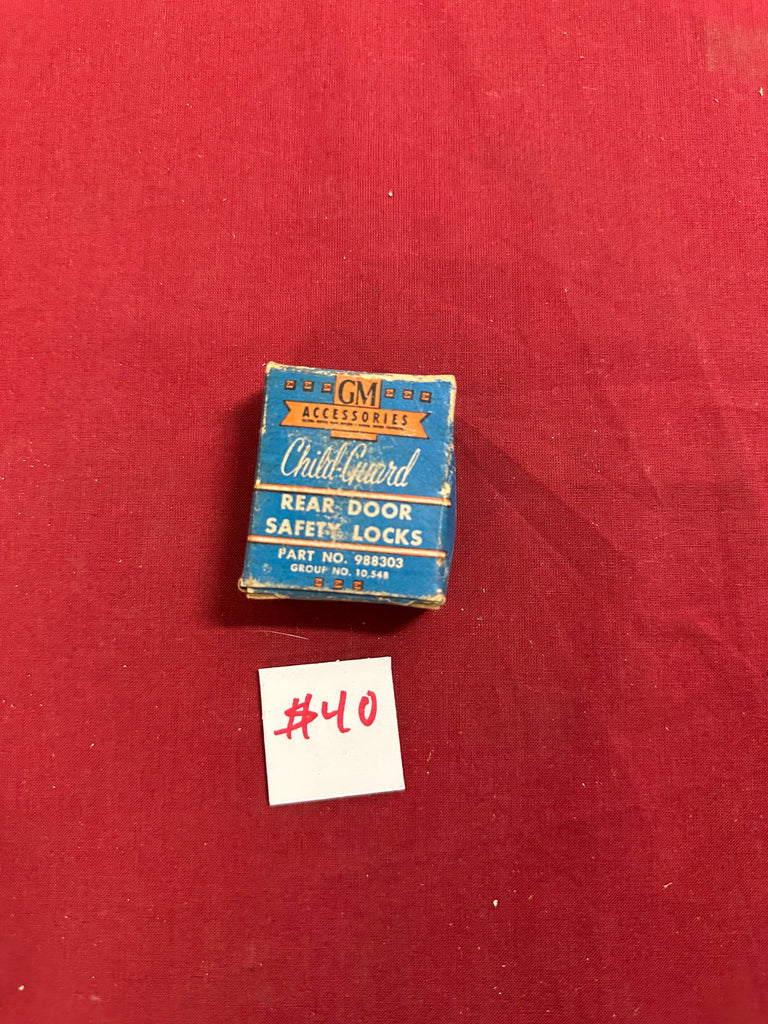 GM
ACCESSORIES
Child-Guard
REAR DOOR
SAFETY LOCKS
PART NO. 988303
GROUP NO. 10,548
#40